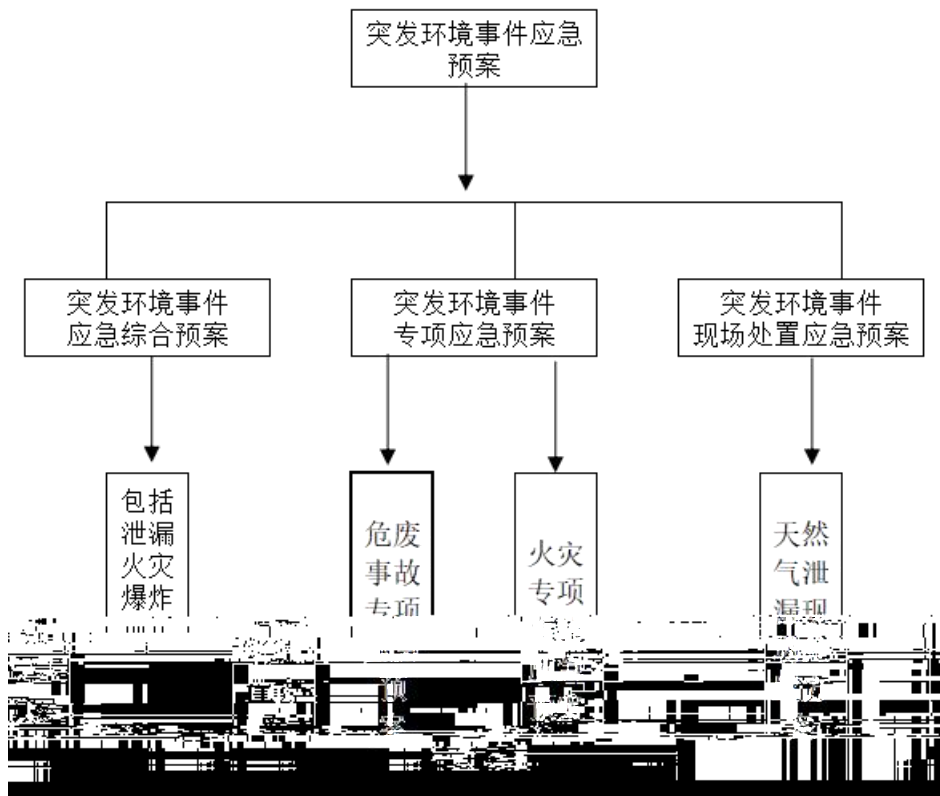 突发环境事件应急
预案
突发环境事件
应急综合预案
突发环境事件
专项应急预案
突发环境事件
现场处置应急预案
包括
泄漏
火灾
爆炸
危废
事故
专项
火灾
专项
天然
气泄
漏现